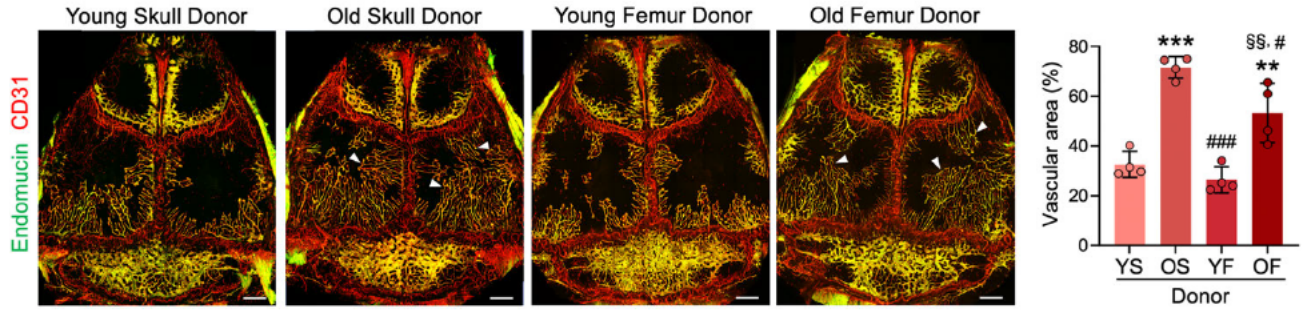 Young Skull Donor
Old Skull Donor
Young Femur Donor
Old Femur Donor
Endomucin CD31
Vascular area (%)
80
60
40
20
0
***
###
§§, #
**
YS
OS
YF
OF
Donor